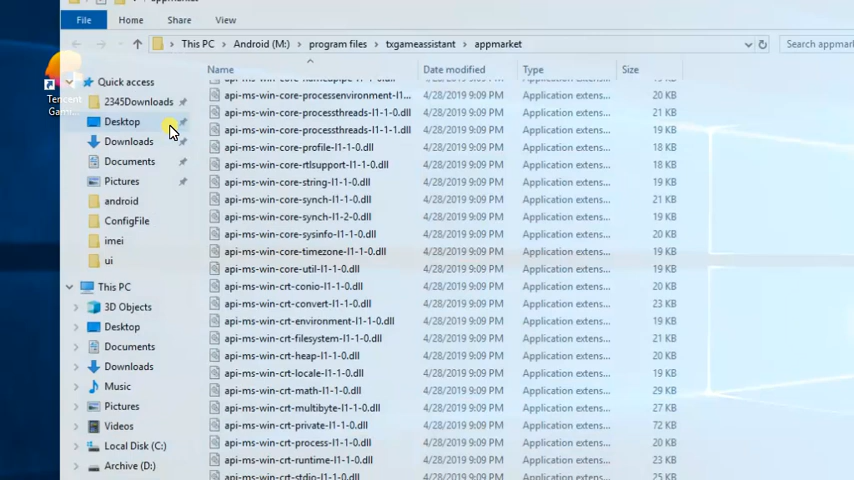 File Home Share View
This PC Android (M:) program files txgameassistant appmarket Search appmar
Name Date modified Type Size
Quick access
2345Downloads
Desktop
Downloads
Documents
Pictures
android
ConfigFile
imei
ui
This PC
3D Objects
Desktop
Documents
Downloads
Music
Pictures
Videos
Local Disk (C:)
Archive (D:)
Tencent
Gami...
api-ms-win-core-processenvironment-l1... 4/28/2019 9:09 PM Application extens... 20 KB
api-ms-win-core-processthreads-l1-1-0.dll 4/28/2019 9:09 PM Application extens... 21 KB
api-ms-win-core-processthreads-l1-1-1.dll 4/28/2019 9:09 PM Application extens... 19 KB
api-ms-win-core-profile-l1-1-0.dll 4/28/2019 9:09 PM Application extens... 18 KB
api-ms-win-core-rtlsupport-l1-1-0.dll 4/28/2019 9:09 PM Application extens... 18 KB
api-ms-win-core-string-l1-1-0.dll 4/28/2019 9:09 PM Application extens... 19 KB
api-ms-win-core-synch-l1-1-0.dll 4/28/2019 9:09 PM Application extens... 21 KB
api-ms-win-core-synch-l1-2-0.dll 4/28/2019 9:09 PM Application extens... 19 KB
api-ms-win-core-sysinfo-l1-1-0.dll 4/28/2019 9:09 PM Application extens... 20 KB
api-ms-win-core-timezone-l1-1-0.dll 4/28/2019 9:09 PM Application extens... 19 KB
api-ms-win-core-util-l1-1-0.dll 4/28/2019 9:09 PM Application extens... 19 KB
api-ms-win-crt-conio-l1-1-0.dll 4/28/2019 9:09 PM Application extens... 20 KB
api-ms-win-crt-convert-l1-1-0.dll 4/28/2019 9:09 PM Application extens... 23 KB
api-ms-win-crt-environment-l1-1-0.dll 4/28/2019 9:09 PM Application extens... 19 KB
api-ms-win-crt-filesystem-l1-1-0.dll 4/28/2019 9:09 PM Application extens... 21 KB
api-ms-win-crt-heap-l1-1-0.dll 4/28/2019 9:09 PM Application extens... 20 KB
api-ms-win-crt-locale-l1-1-0.dll 4/28/2019 9:09 PM Application extens... 19 KB
api-ms-win-crt-math-l1-1-0.dll 4/28/2019 9:09 PM Application extens... 29 KB
api-ms-win-crt-multibyte-l1-1-0.dll 4/28/2019 9:09 PM Application extens... 27 KB
api-ms-win-crt-private-l1-1-0.dll 4/28/2019 9:09 PM Application extens... 72 KB
api-ms-win-crt-process-l1-1-0.dll 4/28/2019 9:09 PM Application extens... 20 KB
api-ms-win-crt-runtime-l1-1-0.dll 4/28/2019 9:09 PM Application extens... 23 KB
api-ms-win-crt-stdio-l1-1-0.dll 4/28/2019 9:09 PM Application extens... 25 KB